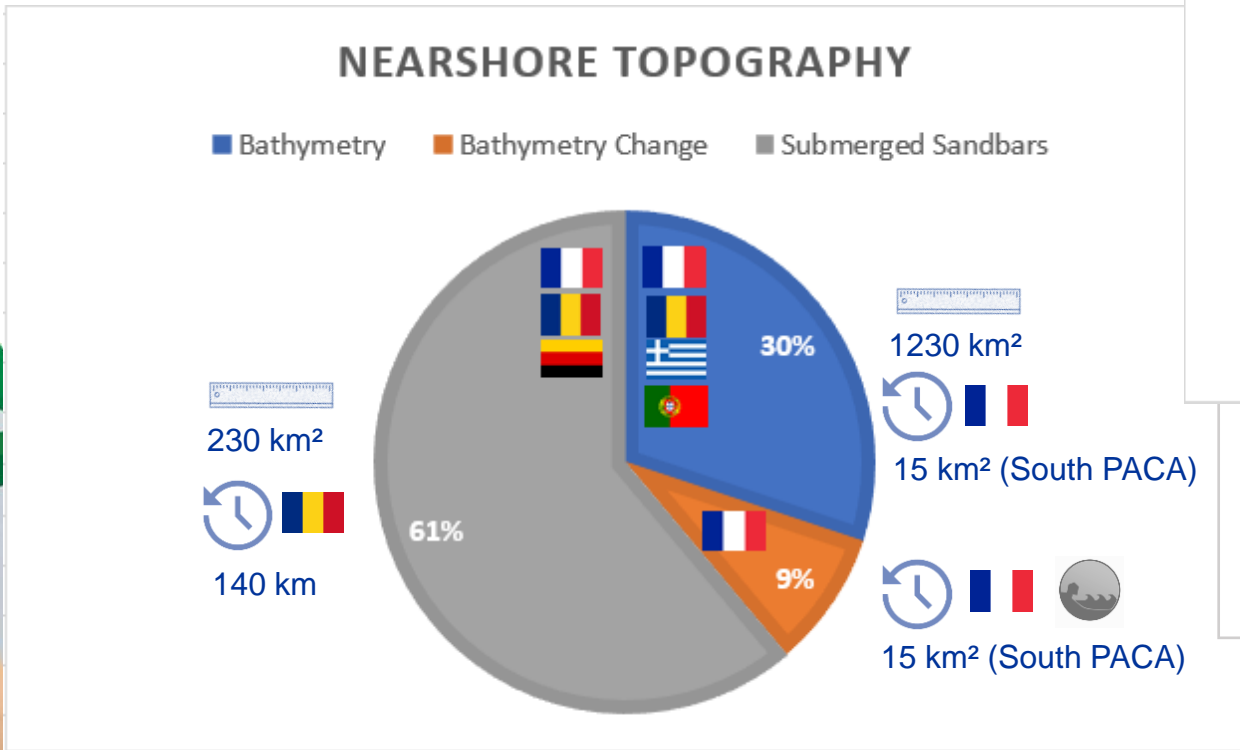 NEARSHORE TOPOGRAPHY
Bathymetry Bathymetry Change Submerged Sandbars
30%
1230 km²
15 km² (South PACA)
230 km²
140 km
61%
9%
15 km² (South PACA)